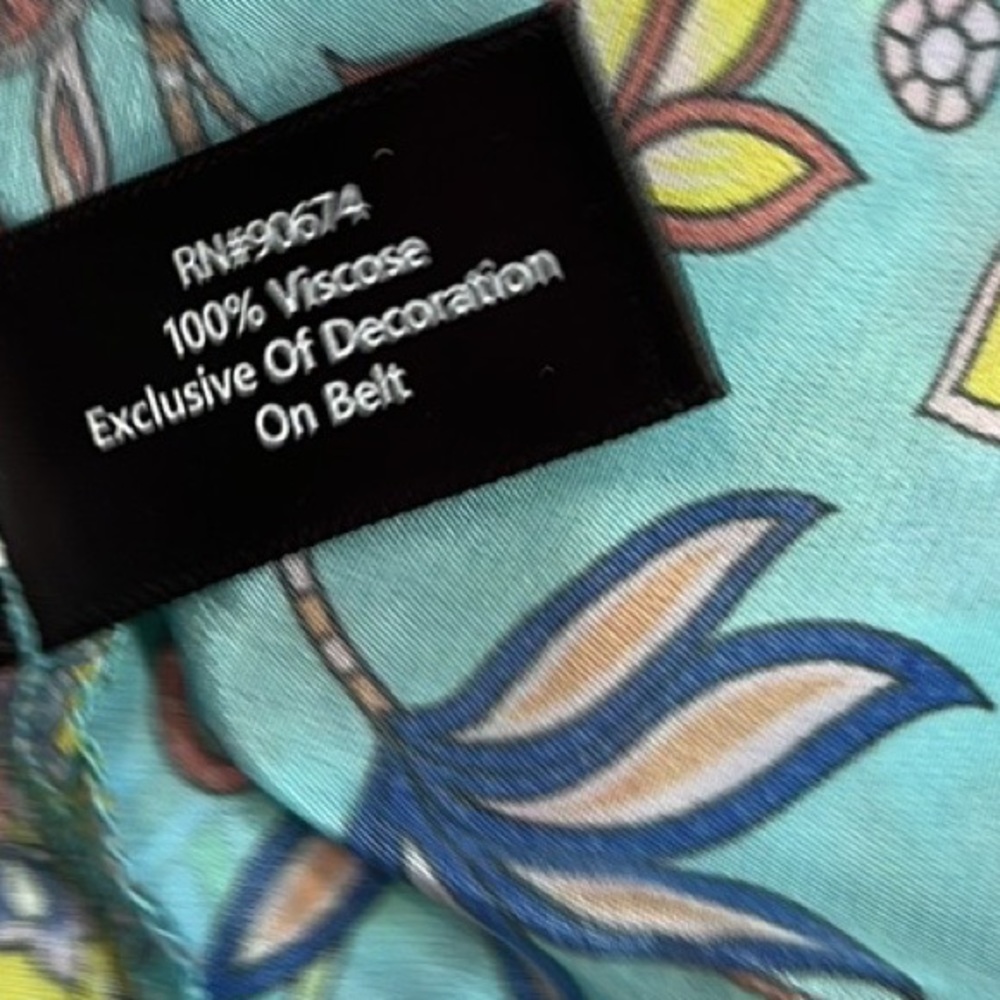 RN#90674
100% Viscose
Exclusive Of Decoration
On Belt